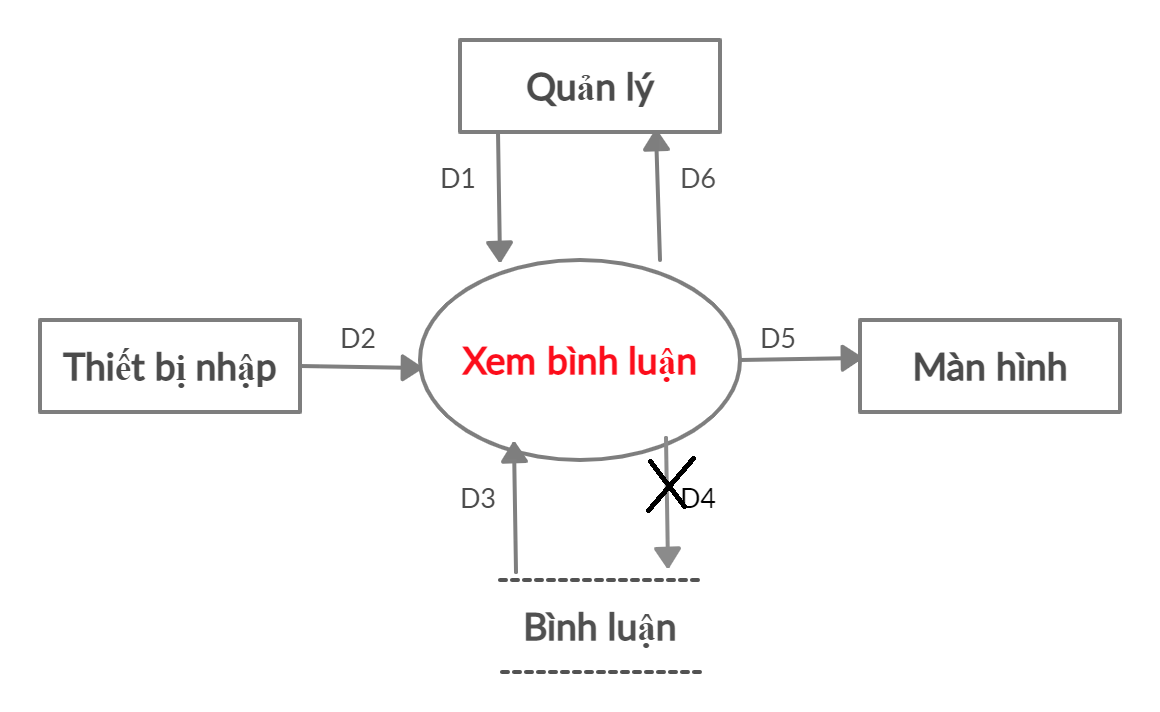 Quản lý
D1
D6
Thiết bị nhập
D2
Xem bình luận
D5
Màn hình
D3
D4
Bình luận